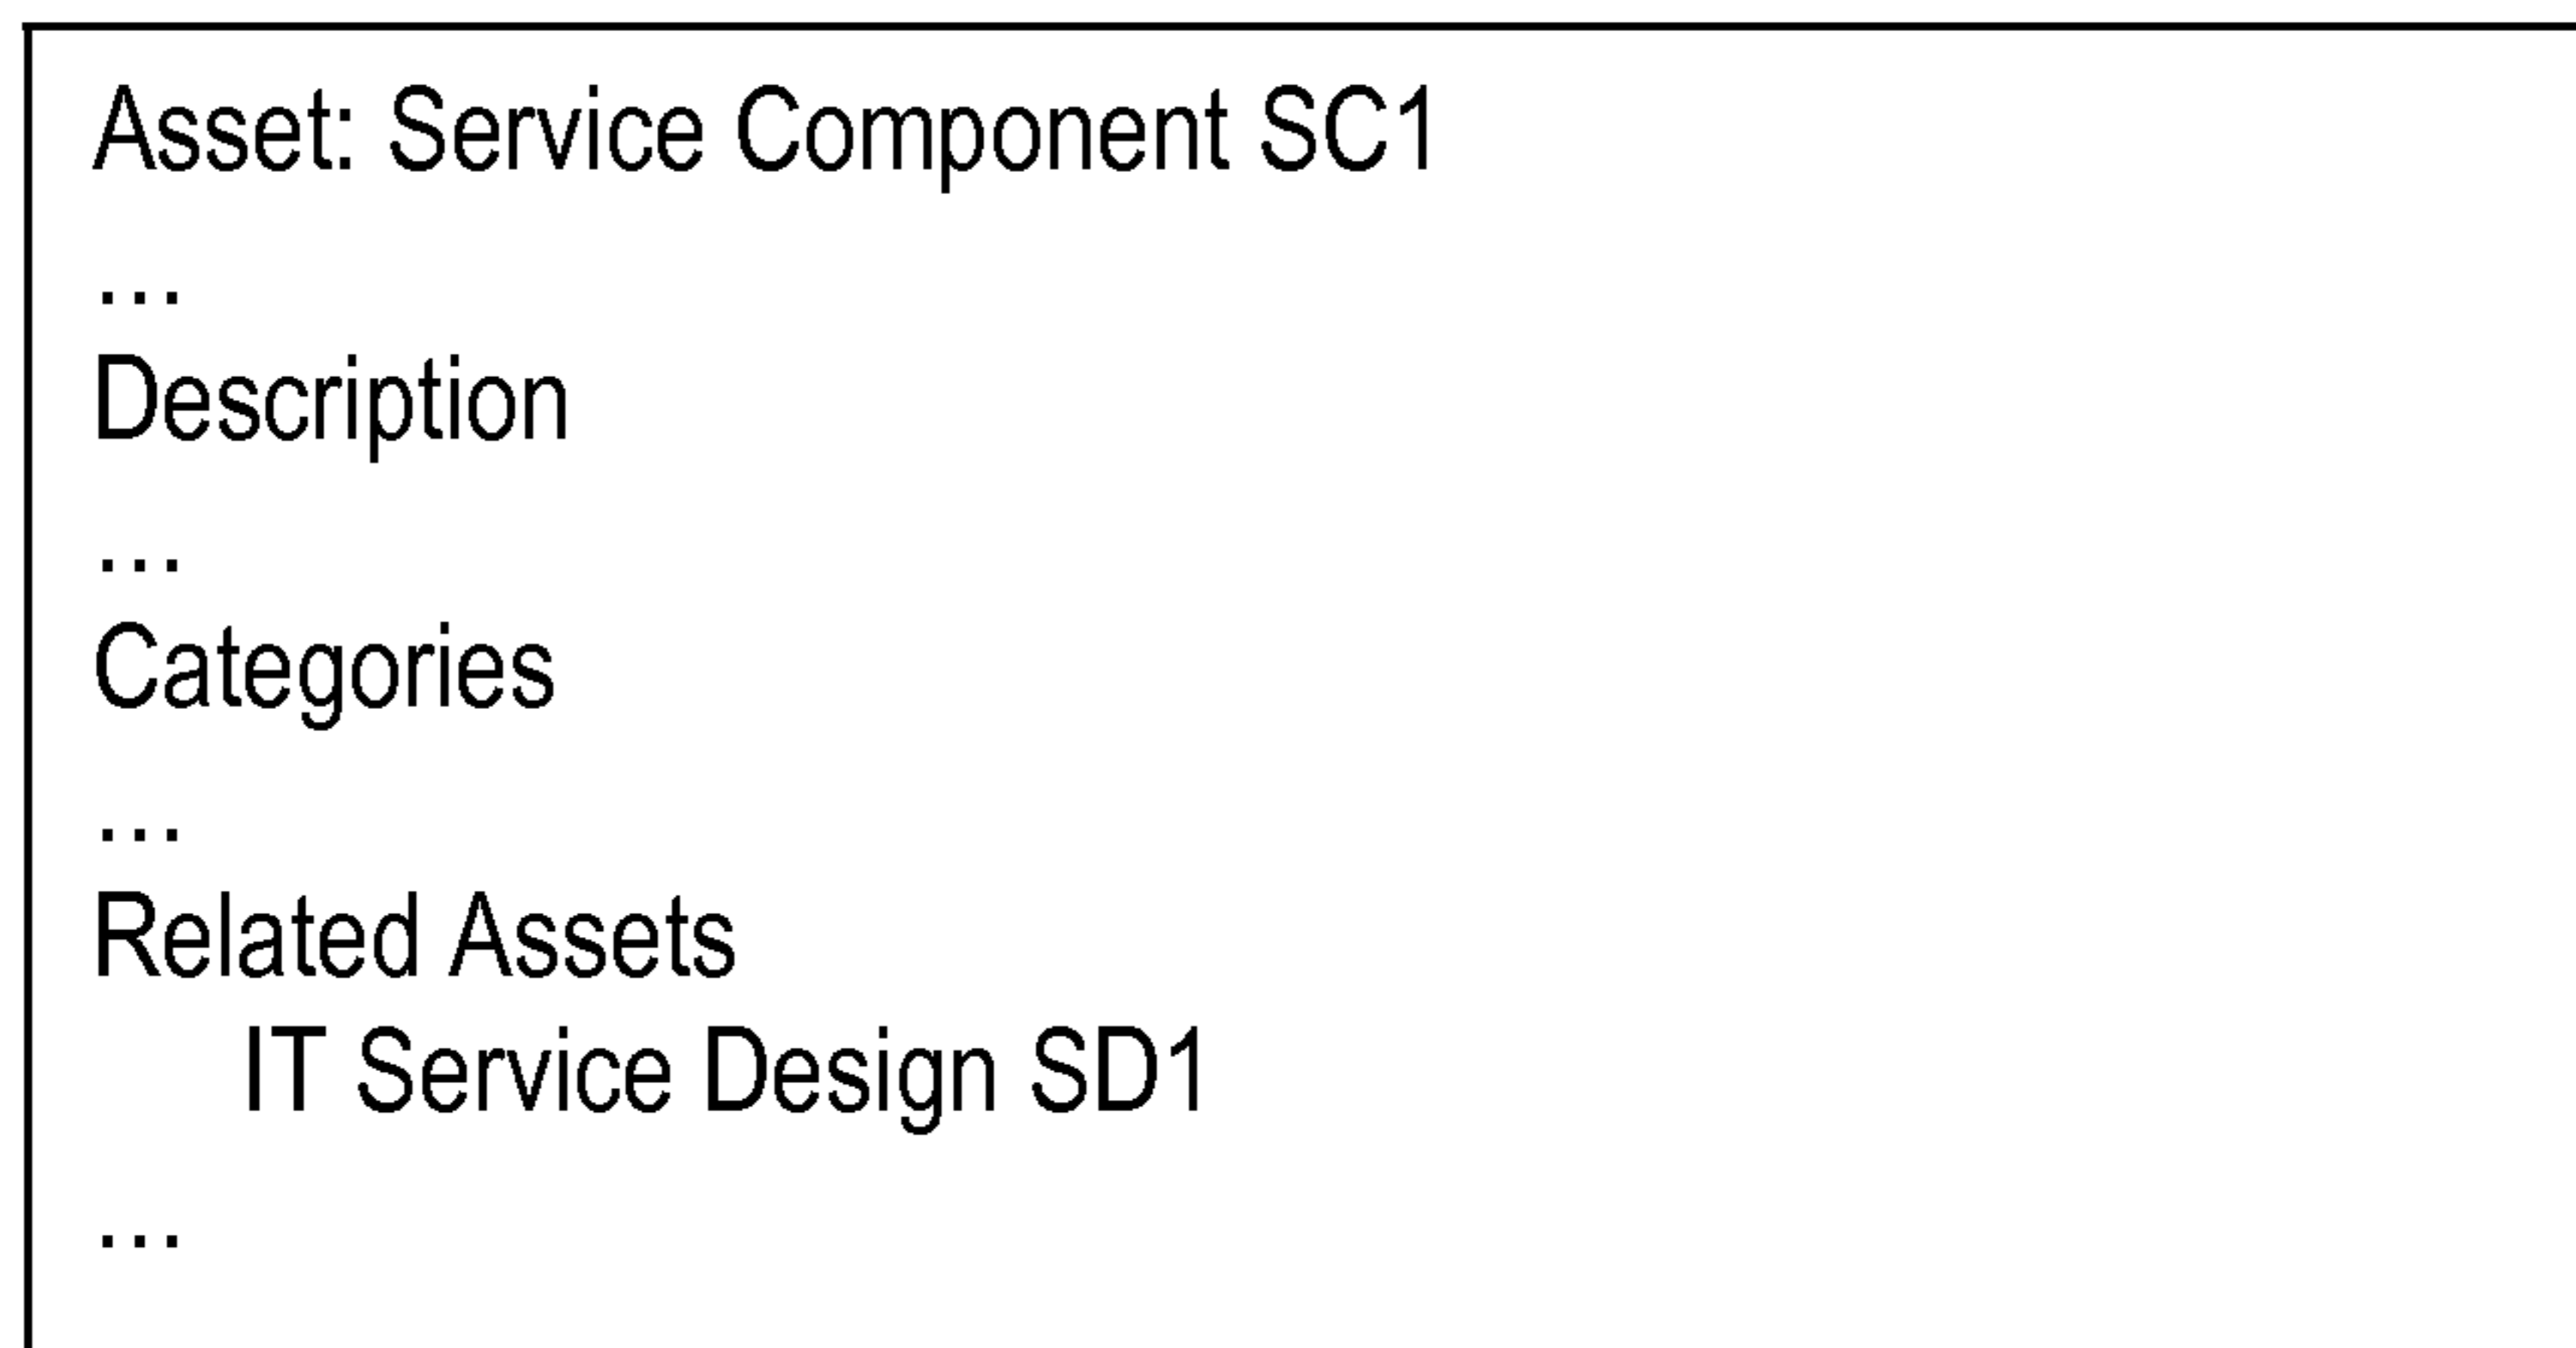 Asset: Service Component SC1
...
Description
...
Categories
...
Related Assets
IT Service Design SD1
...